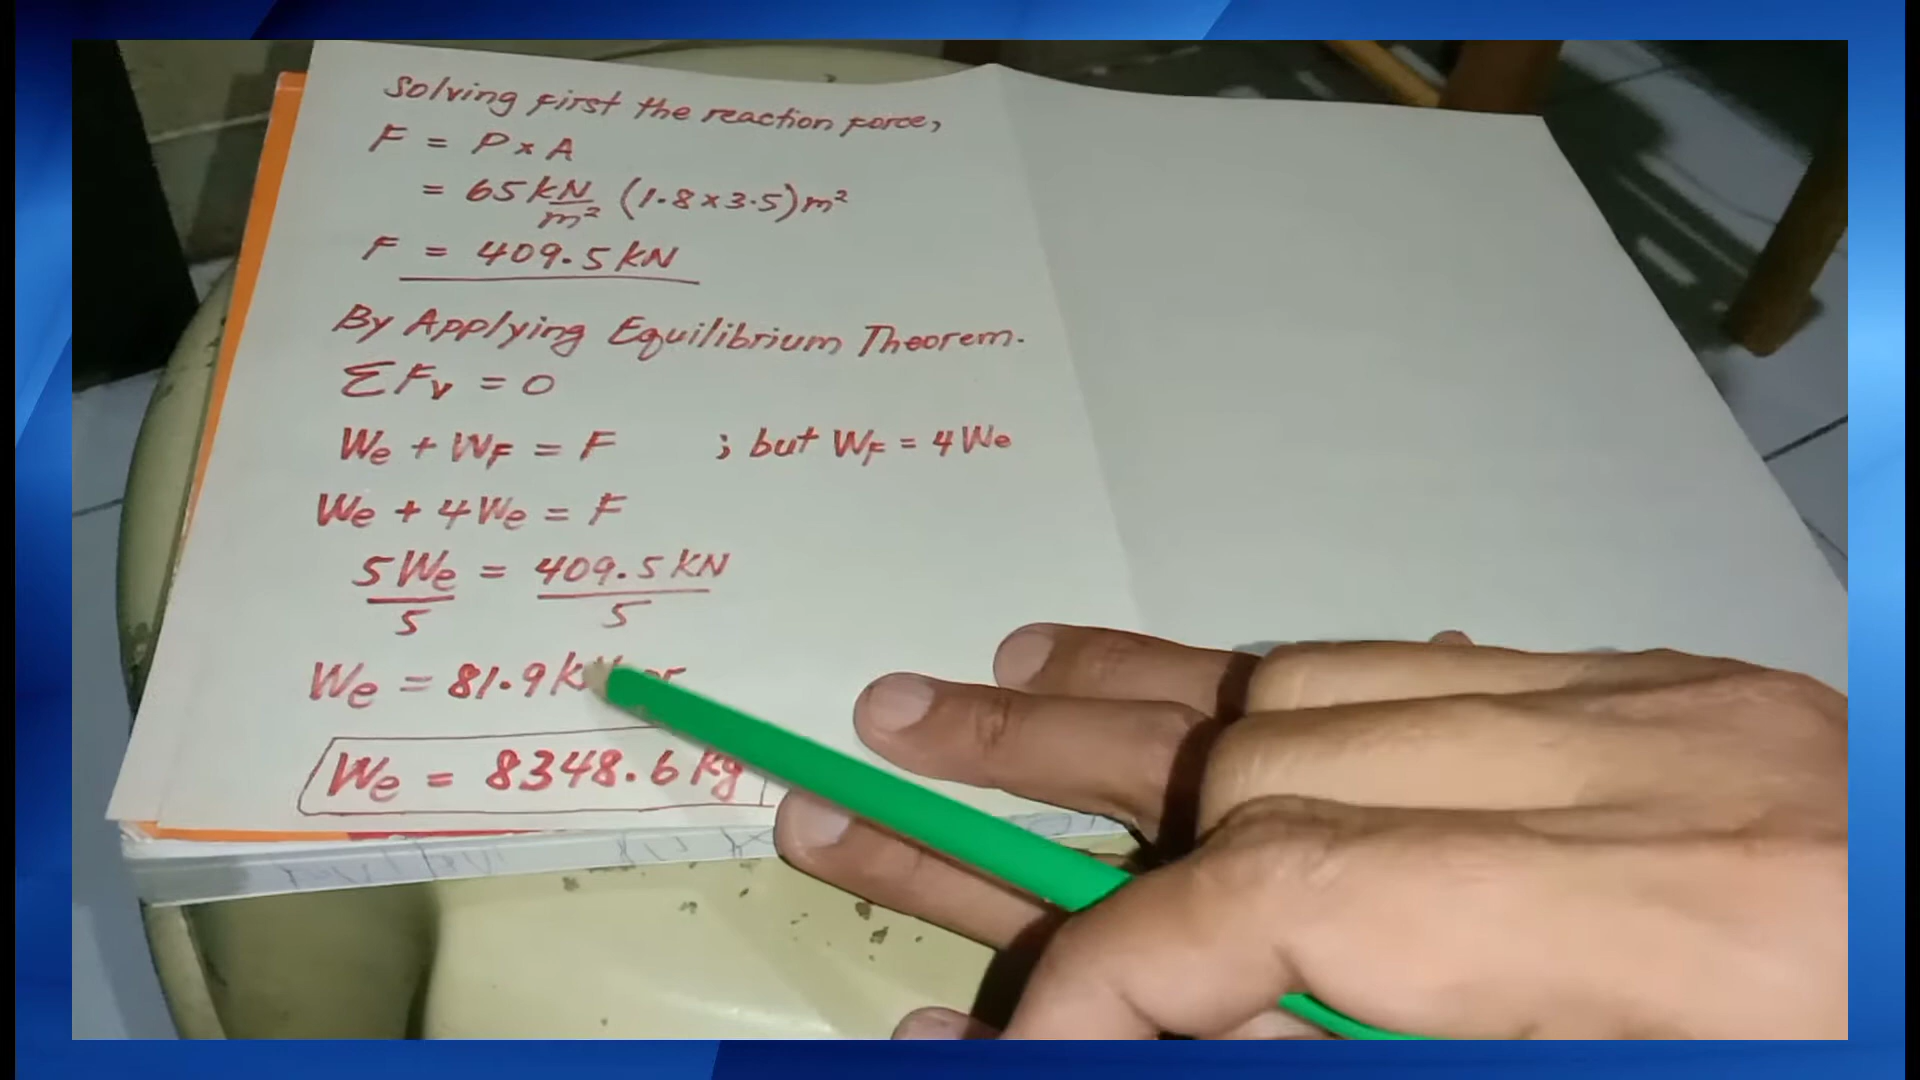 Solving first the reaction force,
F = P x A
= 65 kN/m² (1.8 x 3.5) m²
F = 409.5 kN
By Applying Equilibrium Theorem.
ΣFv = 0
We + WF = F ; but WF = 4We
We + 4We = F
5We/5 = 409.5 KN/5
We = 81.9
We = 8348.6 kg